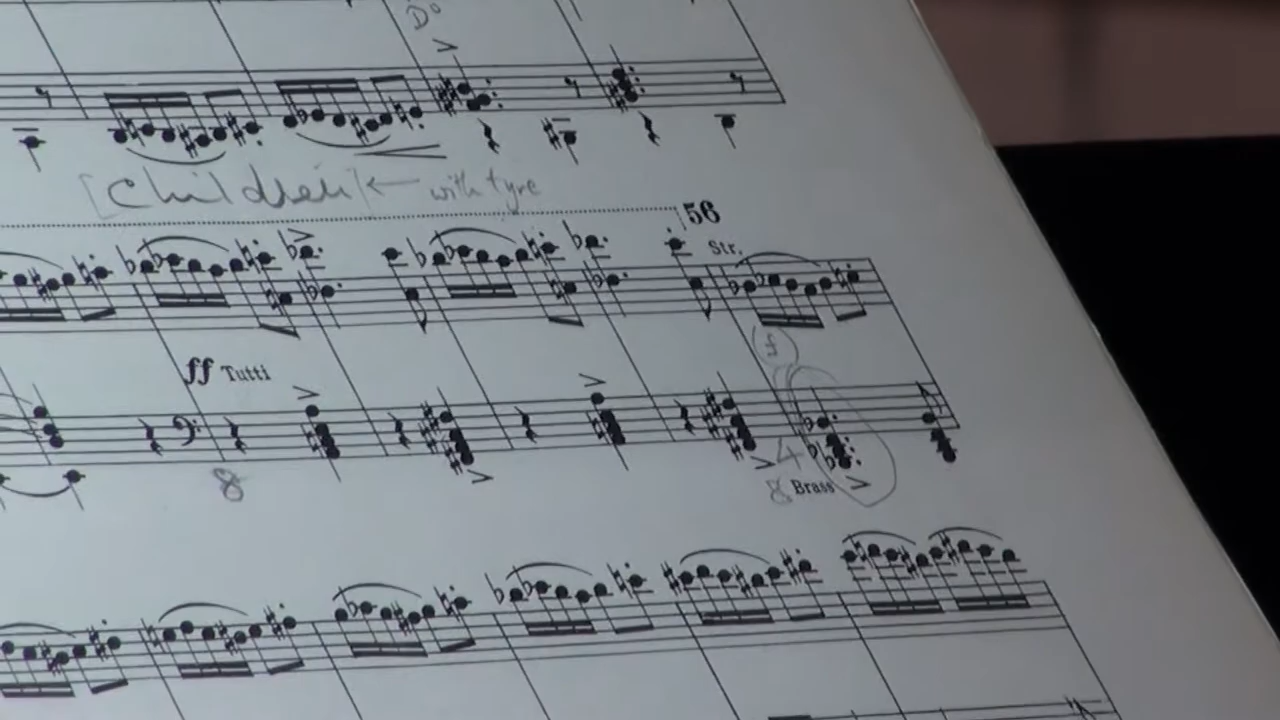 D°
[Children] ← with tyre
56
Str.
ff Tutti
8
4
8 Brass